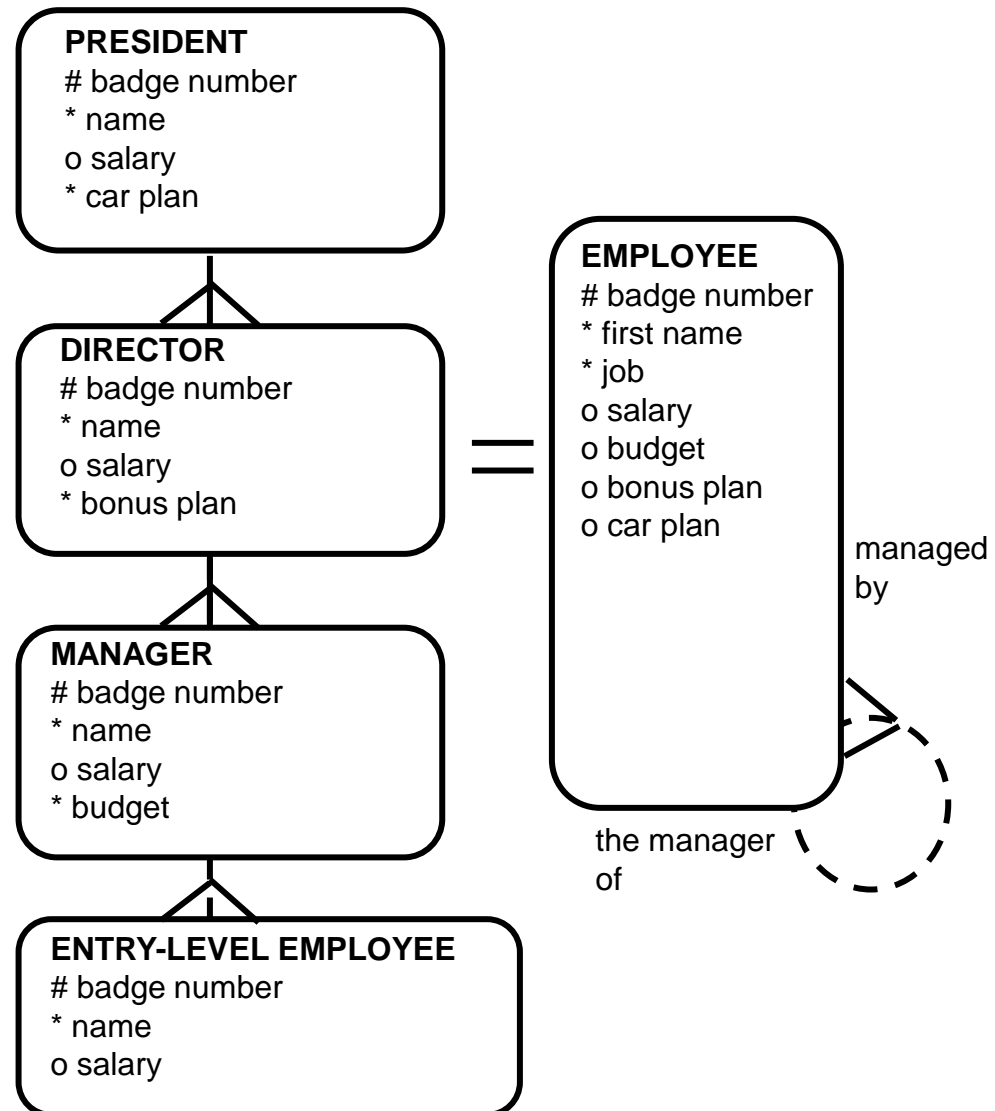 PRESIDENT
# badge number
* name
o salary
* car plan
DIRECTOR
# badge number
* name
o salary
* bonus plan
MANAGER
# badge number
* name
o salary
* budget
ENTRY-LEVEL EMPLOYEE
# badge number
* name
o salary
=
EMPLOYEE
# badge number
* first name
* job
o salary
o budget
o bonus plan
o car plan
managed
by
the manager
of